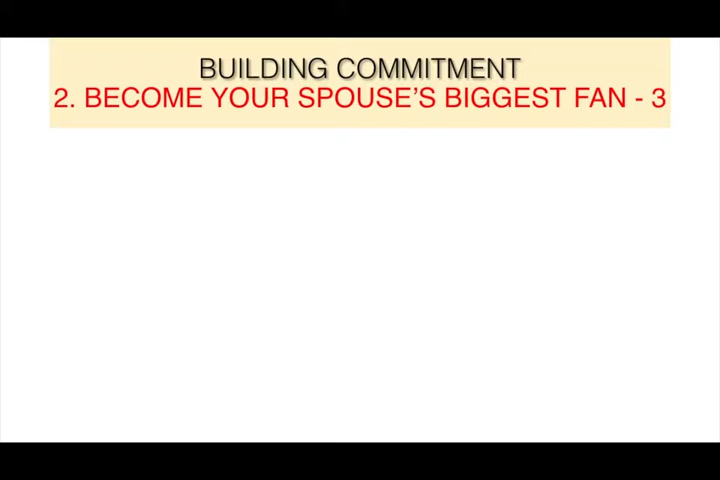 BUILDING COMMITMENT
2. BECOME YOUR SPOUSE'S BIGGEST FAN - 3